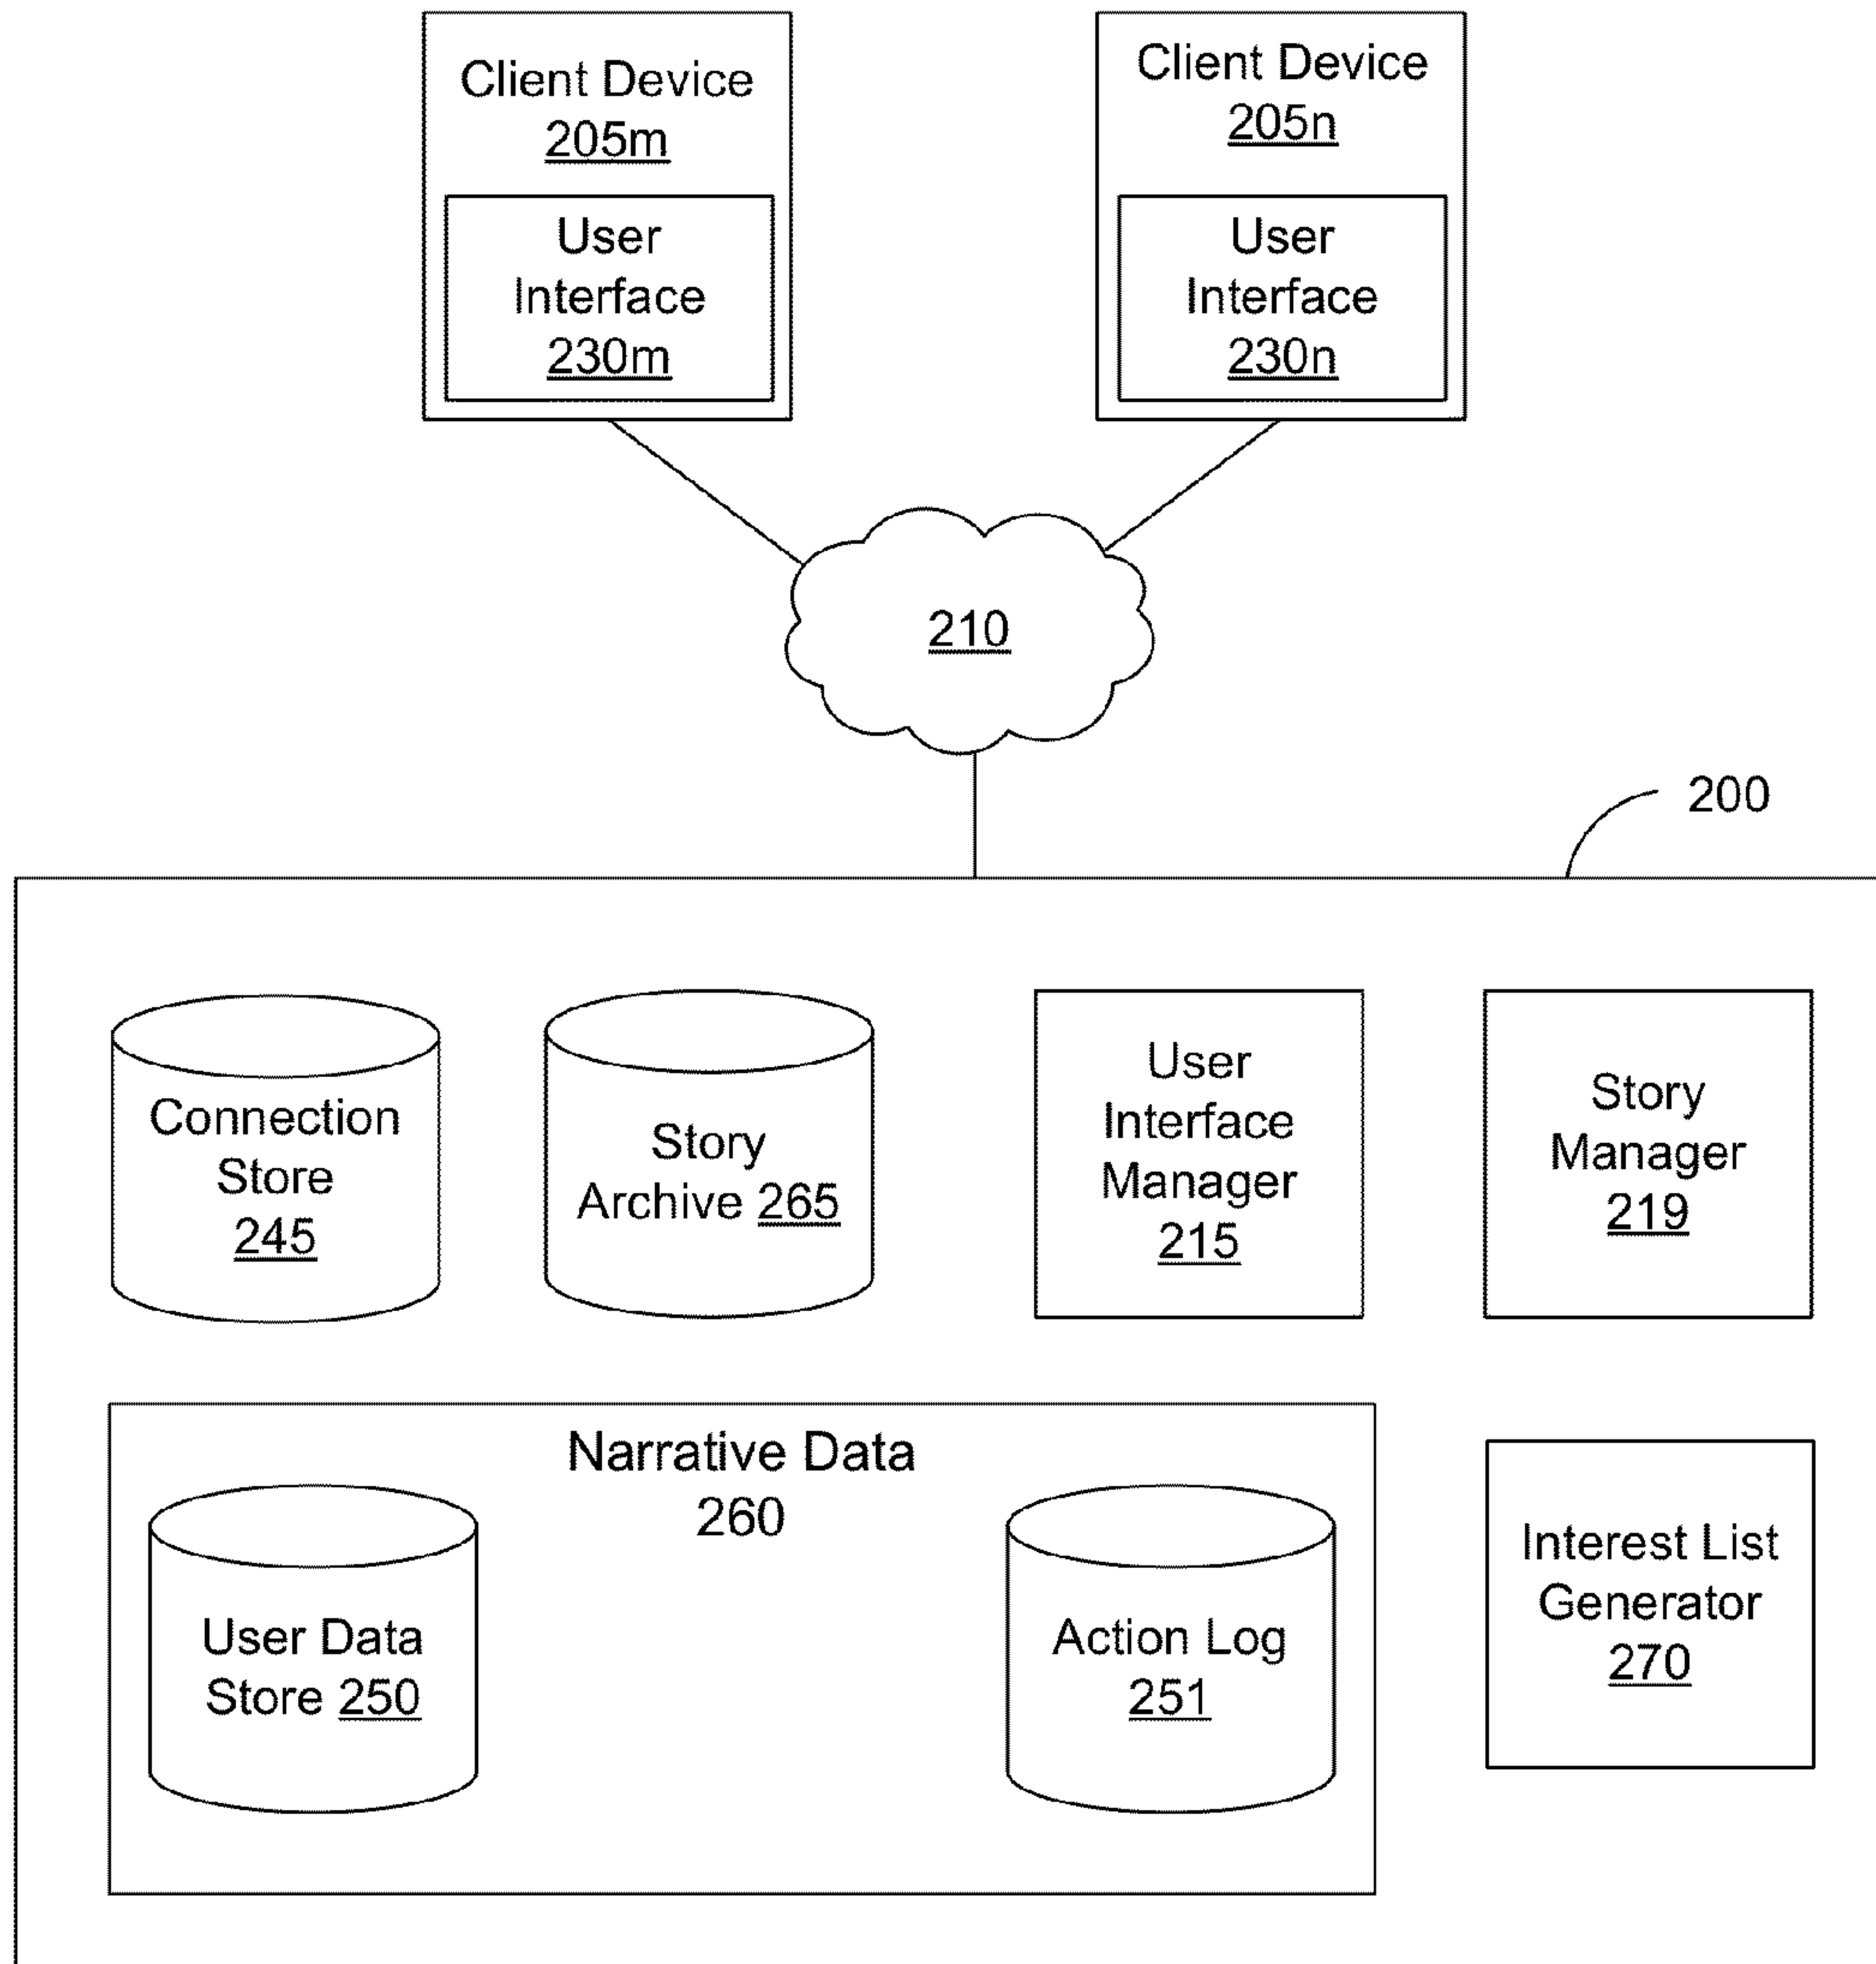 Client Device
205m
User
Interface
230m
Client Device
205n
User
Interface
230n
210
200
Connection
Store
245
Story
Archive 265
User
Interface
Manager
215
Story
Manager
219
Narrative Data
260
User Data
Store 250
Action Log
251
Interest List
Generator
270